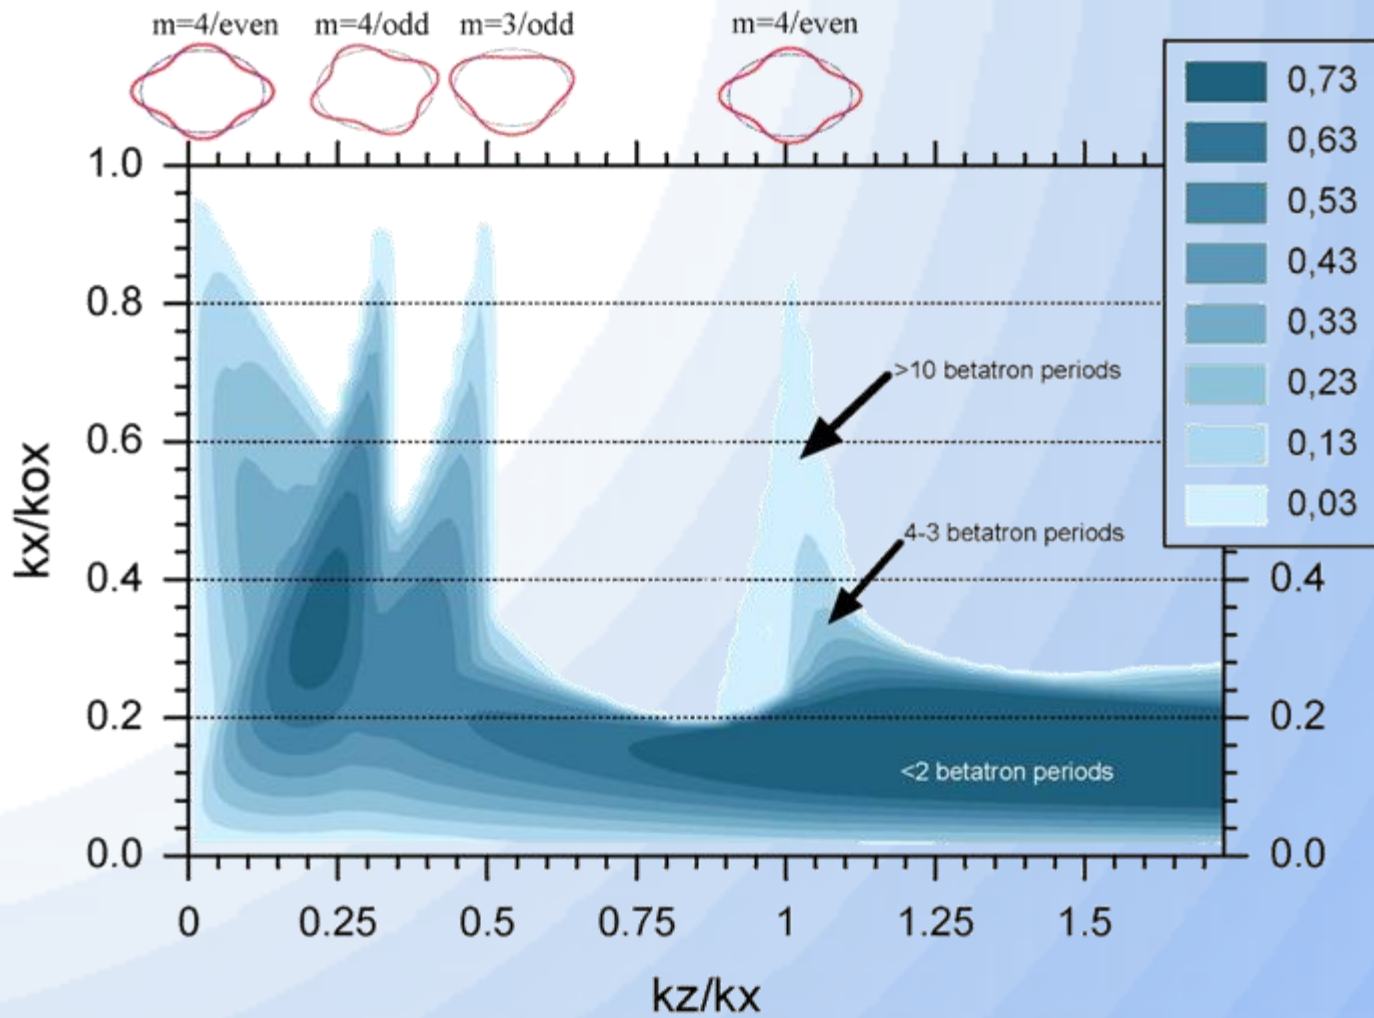 m=4/even m=4/odd m=3/odd m=4/even
0,73
0,63
0,53
0,43
0,33
0,23
0,13
0,03
1.0
0.8
>10 betatron periods
0.6
kx/kox
4-3 betatron periods
0.4 0.4
0.2 0.2
<2 betatron periods
0.0 0.0
0 0.25 0.5 0.75 1 1.25 1.5
kz/kx